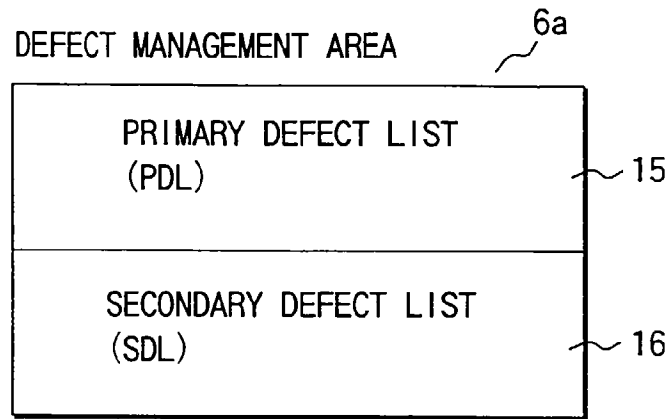 6a
DEFECT MANAGEMENT AREA
PRIMARY DEFECT LIST
(PDL)
15
SECONDARY DEFECT LIST
(SDL)
16